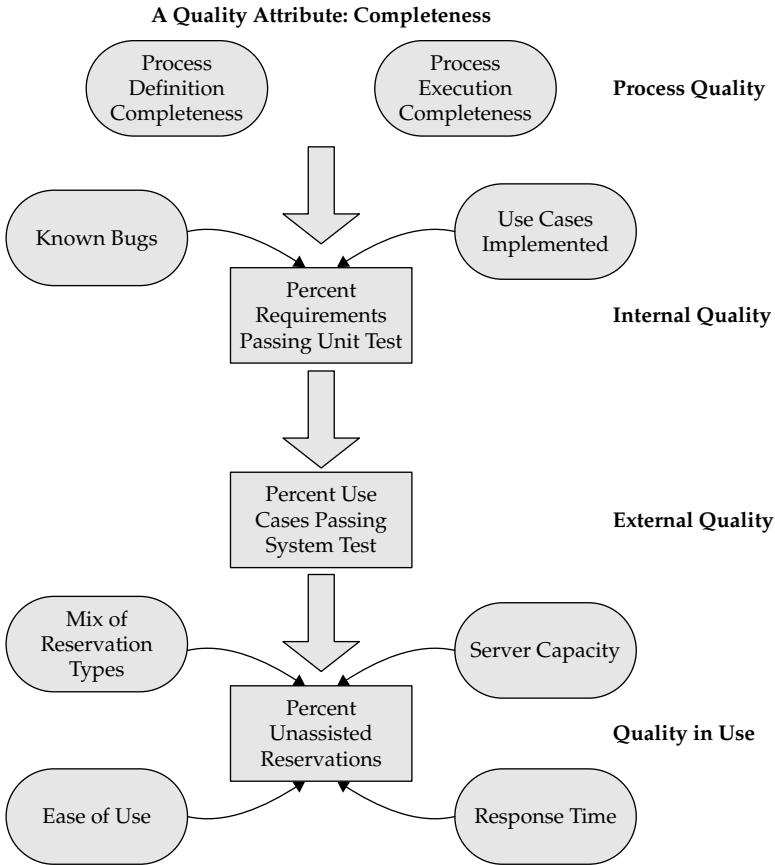 A Quality Attribute: Completeness
Process
Definition
Completeness
Process
Execution
Completeness
Process Quality
Known Bugs
Use Cases
Implemented
Percent
Requirements
Passing Unit Test
Internal Quality
Percent Use
Cases Passing
System Test
External Quality
Mix of
Reservation
Types
Server Capacity
Percent
Unassisted
Reservations
Quality in Use
Ease of Use
Response Time